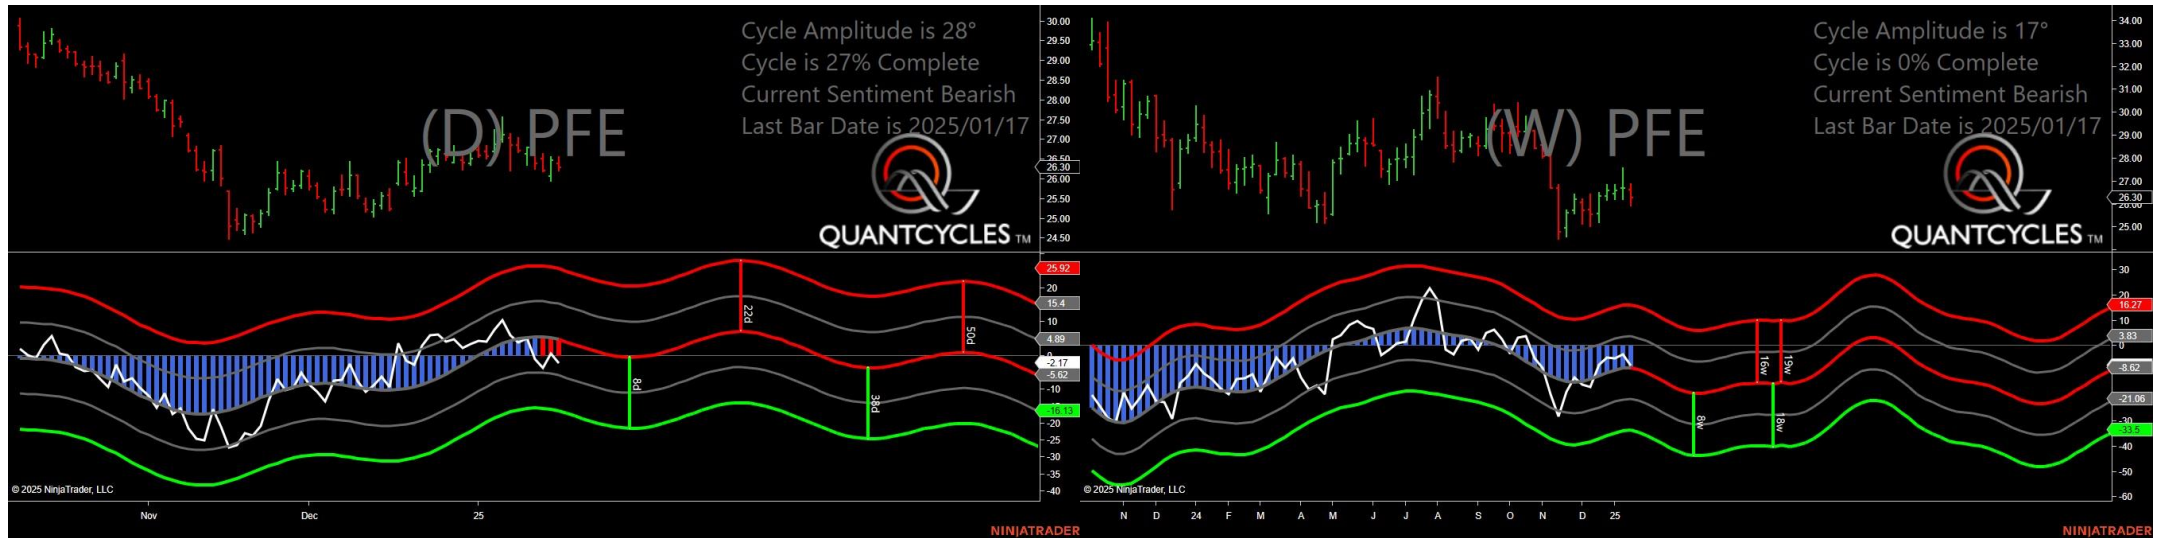 Cycle Amplitude is 28°
Cycle is 27% Complete
Current Sentiment Bearish
Last Bar Date is 2025/01/17
(D) PFE
QUANTCYCLES TM
30.00
29.50
29.00
28.50
28.00
27.50
27.00
26.50
26.30
26.00
25.50
25.00
24.50
25.92
20
15.4
10
4.89
0
-2.17
-5.62
-10
-16.13
-20
-25
-30
-35
-40
22d
50d
8d
38d
© 2025 NinjaTrader, LLC
Nov
Dec
25
NINJATRADER
Cycle Amplitude is 17°
Cycle is 0% Complete
Current Sentiment Bearish
Last Bar Date is 2025/01/17
(W) PFE
QUANTCYCLES TM
34.00
33.00
32.00
31.00
30.00
29.00
28.00
27.00
26.30
26.00
25.00
30
20
16.27
10
3.83
0
-8.62
-21.06
-30
-33.5
-40
-50
-60
16w
19w
8w
18w
© 2025 NinjaTrader, LLC
N
D
24
F
M
A
M
J
J
A
S
O
N
D
25
NINJATRADER